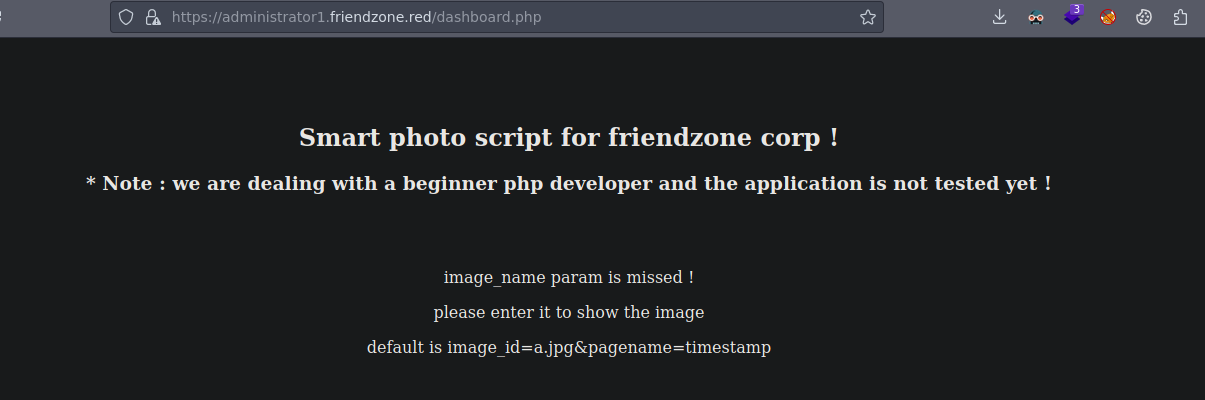 https://administrator1.friendzone.red/dashboard.php
3
Smart photo script for friendzone corp !
* Note : we are dealing with a beginner php developer and the application is not tested yet !
image_name param is missed !
please enter it to show the image
default is image_id=a.jpg&pagename=timestamp